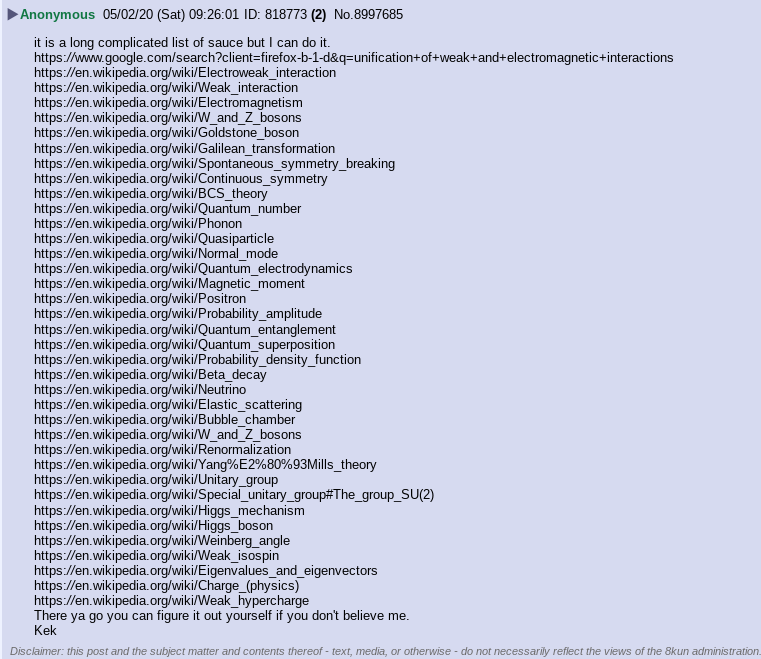 ▶Anonymous 05/02/20 (Sat) 09:26:01 ID: 818773 (2) No.8997685
it is a long complicated list of sauce but I can do it.
https://www.google.com/search?client=firefox-b-1-d&q=unification+of+weak+and+electromagnetic+interactions
https://en.wikipedia.org/wiki/Electroweak_interaction
https://en.wikipedia.org/wiki/Weak_interaction
https://en.wikipedia.org/wiki/Electromagnetism
https://en.wikipedia.org/wiki/W_and_Z_bosons
https://en.wikipedia.org/wiki/Goldstone_boson
https://en.wikipedia.org/wiki/Galilean_transformation
https://en.wikipedia.org/wiki/Spontaneous_symmetry_breaking
https://en.wikipedia.org/wiki/Continuous_symmetry
https://en.wikipedia.org/wiki/BCS_theory
https://en.wikipedia.org/wiki/Quantum_number
https://en.wikipedia.org/wiki/Phonon
https://en.wikipedia.org/wiki/Quasiparticle
https://en.wikipedia.org/wiki/Normal_mode
https://en.wikipedia.org/wiki/Quantum_electrodynamics
https://en.wikipedia.org/wiki/Magnetic_moment
https://en.wikipedia.org/wiki/Positron
https://en.wikipedia.org/wiki/Probability_amplitude
https://en.wikipedia.org/wiki/Quantum_entanglement
https://en.wikipedia.org/wiki/Quantum_superposition
https://en.wikipedia.org/wiki/Probability_density_function
https://en.wikipedia.org/wiki/Beta_decay
https://en.wikipedia.org/wiki/Neutrino
https://en.wikipedia.org/wiki/Elastic_scattering
https://en.wikipedia.org/wiki/Bubble_chamber
https://en.wikipedia.org/wiki/W_and_Z_bosons
https://en.wikipedia.org/wiki/Renormalization
https://en.wikipedia.org/wiki/Yang%E2%80%93Mills_theory
https://en.wikipedia.org/wiki/Unitary_group
https://en.wikipedia.org/wiki/Special_unitary_group#The_group_SU(2)
https://en.wikipedia.org/wiki/Higgs_mechanism
https://en.wikipedia.org/wiki/Higgs_boson
https://en.wikipedia.org/wiki/Weinberg_angle
https://en.wikipedia.org/wiki/Weak_isospin
https://en.wikipedia.org/wiki/Eigenvalues_and_eigenvectors
https://en.wikipedia.org/wiki/Charge_(physics)
https://en.wikipedia.org/wiki/Weak_hypercharge
There ya go you can figure it out yourself if you don't believe me.
Kek
Disclaimer: this post and the subject matter and contents thereof - text, media, or otherwise - do not necessarily reflect the views of the 8kun administration.